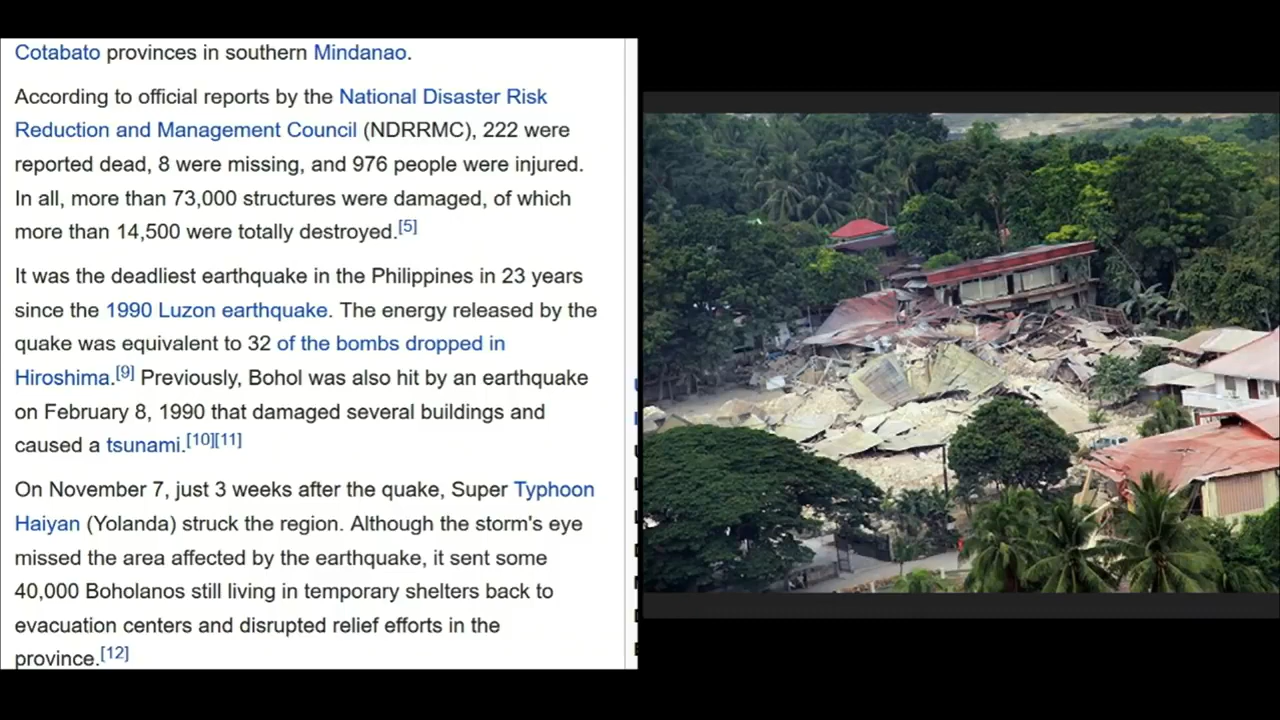 Cotabato provinces in southern Mindanao.
According to official reports by the National Disaster Risk
Reduction and Management Council (NDRRMC), 222 were
reported dead, 8 were missing, and 976 people were injured.
In all, more than 73,000 structures were damaged, of which
more than 14,500 were totally destroyed.[5]
It was the deadliest earthquake in the Philippines in 23 years
since the 1990 Luzon earthquake. The energy released by the
quake was equivalent to 32 of the bombs dropped in
Hiroshima.[9] Previously, Bohol was also hit by an earthquake
on February 8, 1990 that damaged several buildings and
caused a tsunami.[10][11]
On November 7, just 3 weeks after the quake, Super Typhoon
Haiyan (Yolanda) struck the region. Although the storm's eye
missed the area affected by the earthquake, it sent some
40,000 Boholanos still living in temporary shelters back to
evacuation centers and disrupted relief efforts in the
province.[12]